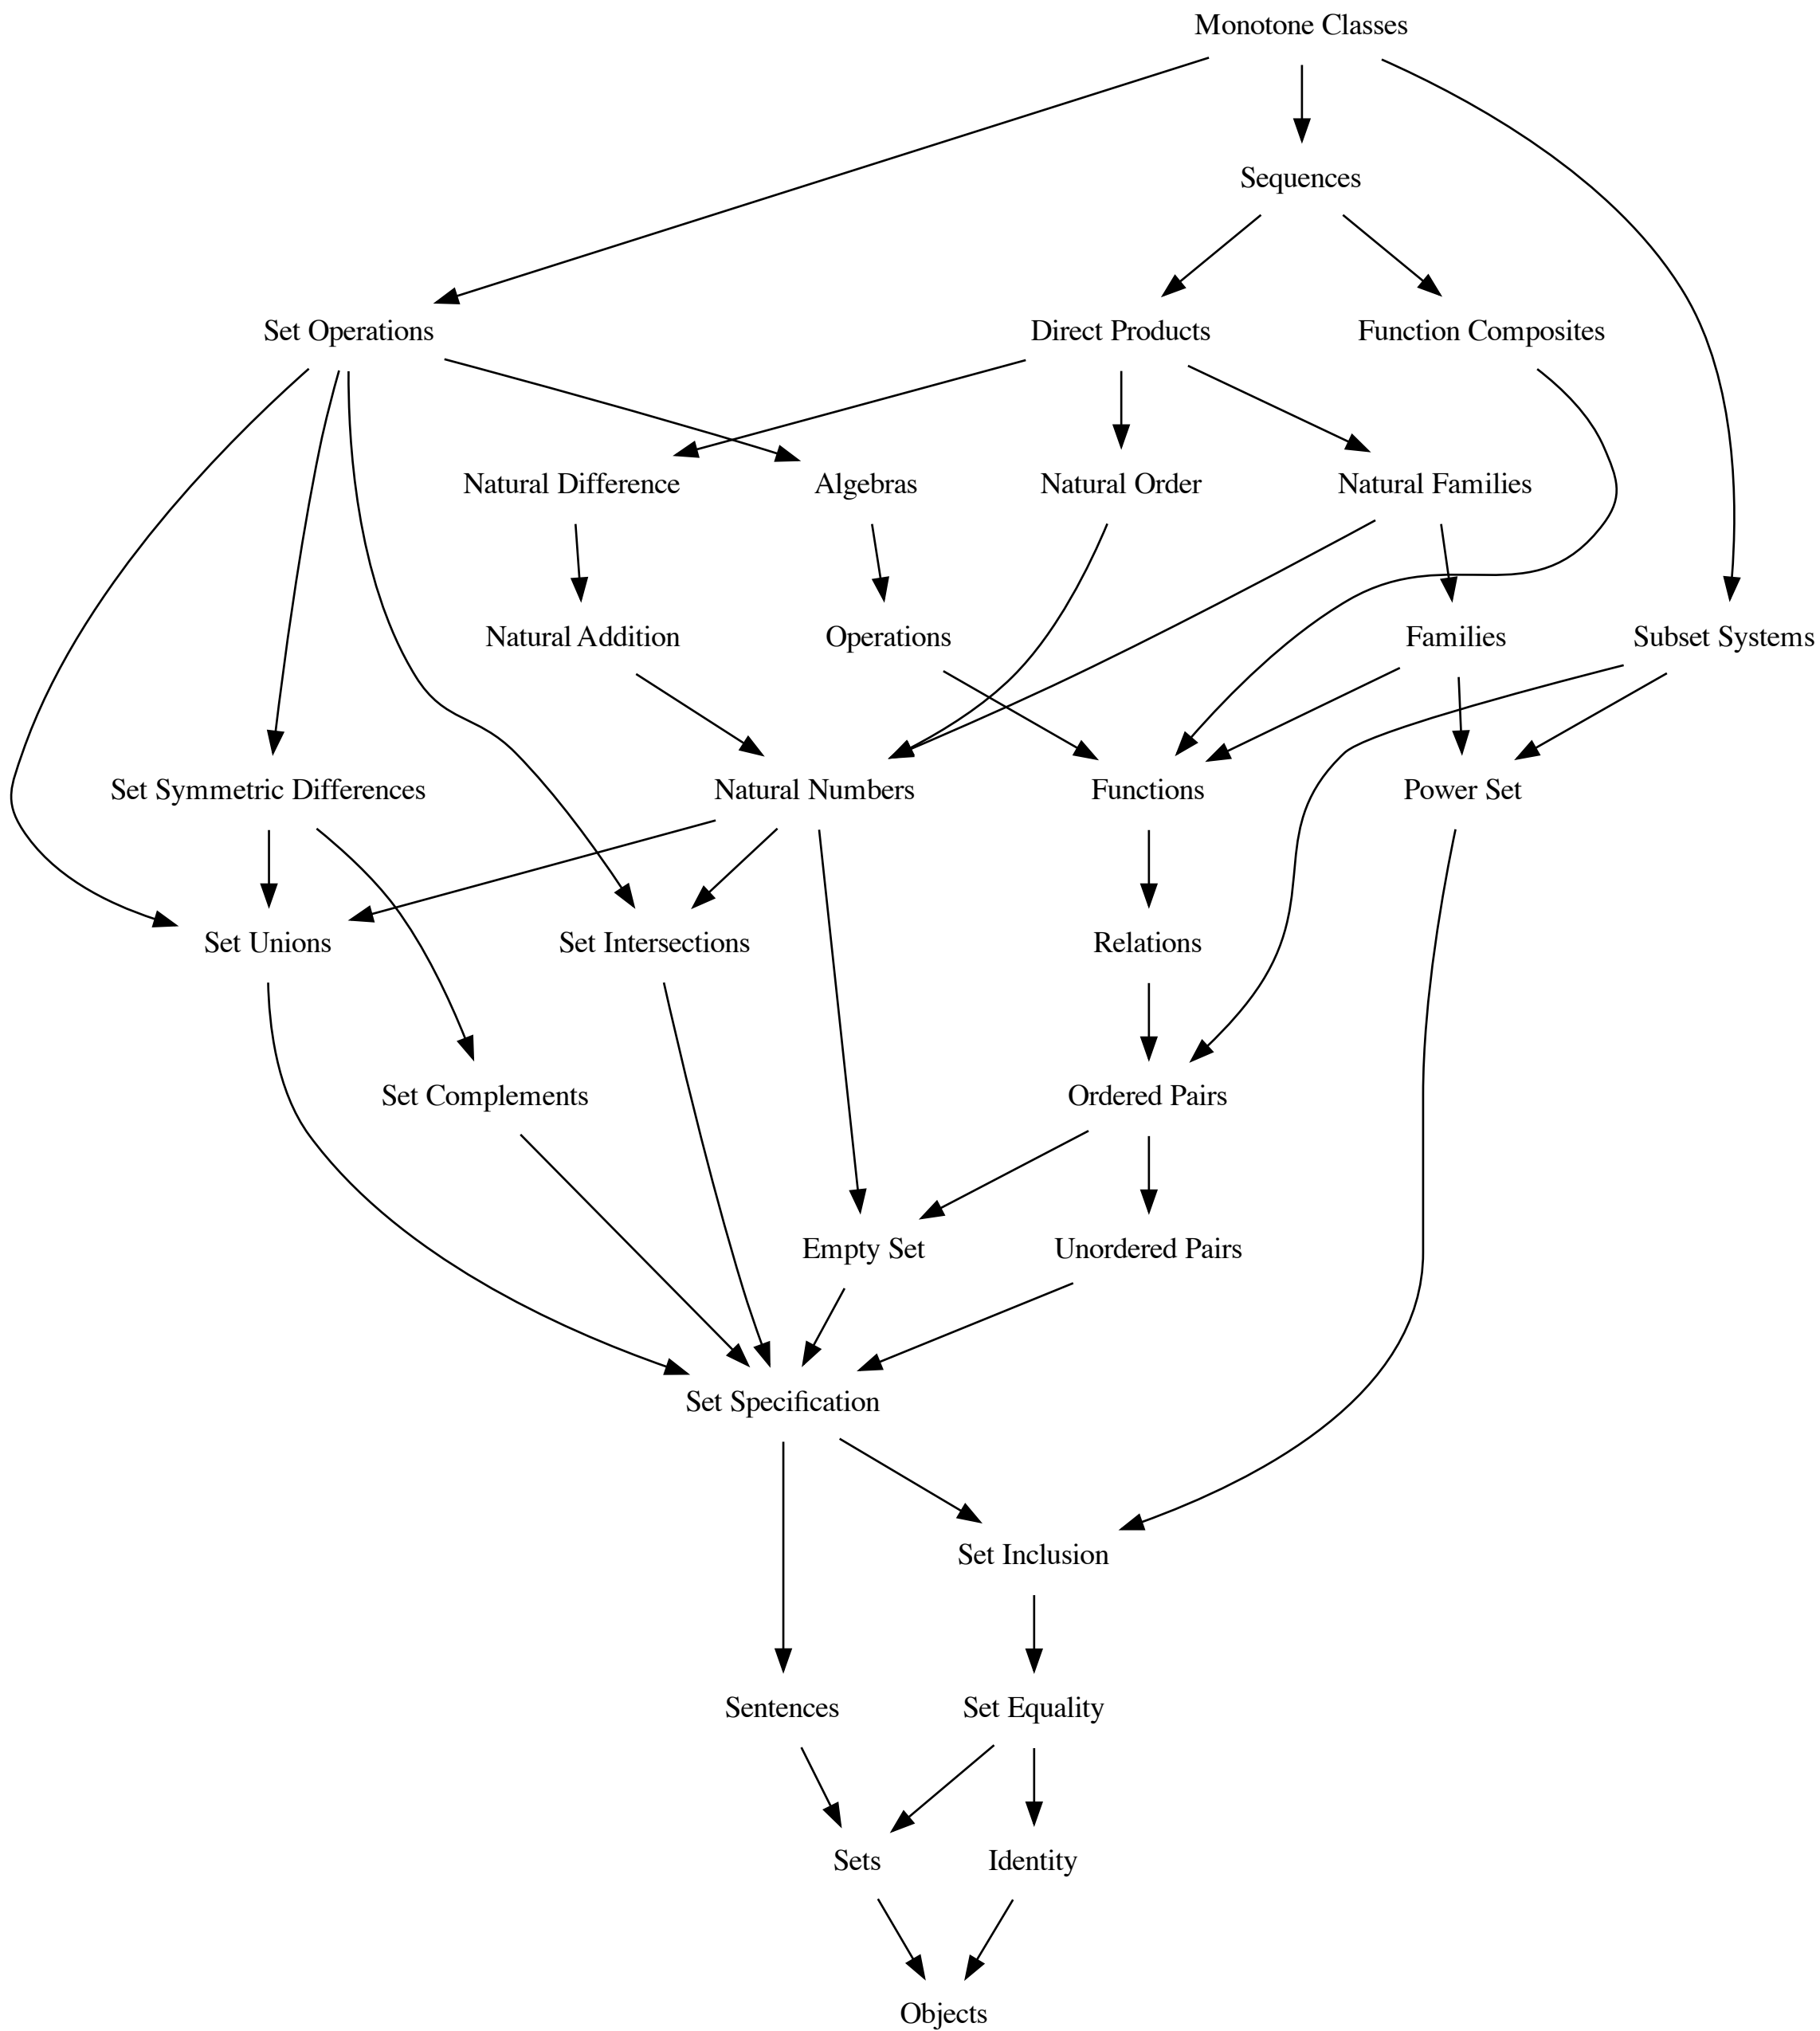 Monotone Classes
Sequences
Set Operations
Direct Products
Function Composites
Natural Difference
Algebras
Natural Order
Natural Families
Natural Addition
Operations
Families
Subset Systems
Set Symmetric Differences
Natural Numbers
Functions
Power Set
Set Unions
Set Intersections
Relations
Set Complements
Ordered Pairs
Empty Set
Unordered Pairs
Set Specification
Set Inclusion
Sentences
Set Equality
Sets
Identity
Objects